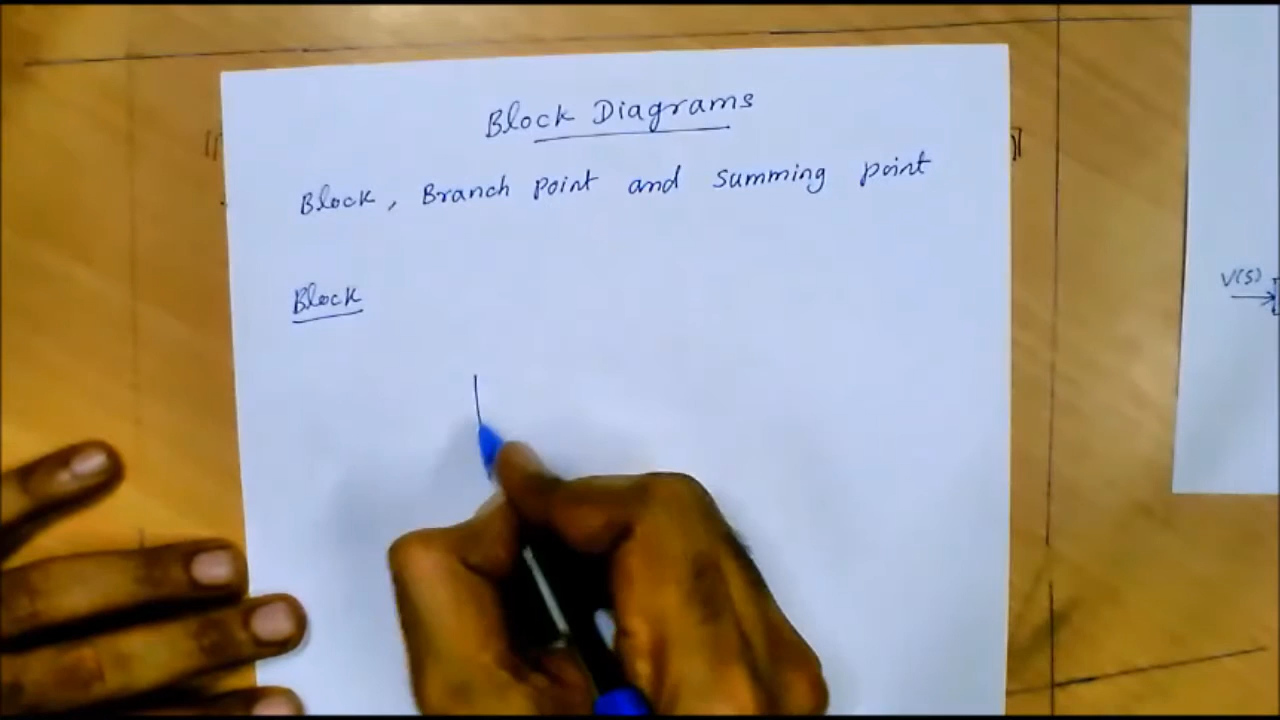 Block Diagrams
Block, Branch point and summing point
Block
V(s)